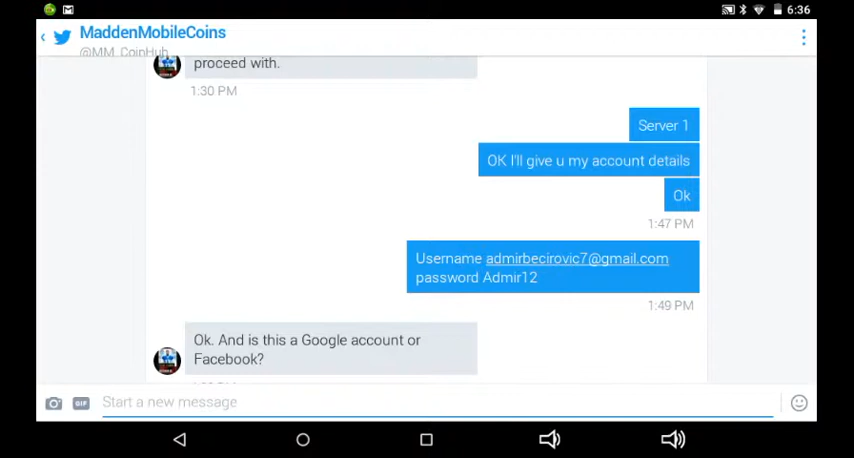 6:36
MaddenMobileCoins
@MM_CoinHub
proceed with.
1:30 PM
Server 1
OK I'll give u my account details
Ok
1:47 PM
Username admirbecirovic7@gmail.com
password Admir12
1:49 PM
Ok. And is this a Google account or
Facebook?
GIF
Start a new message